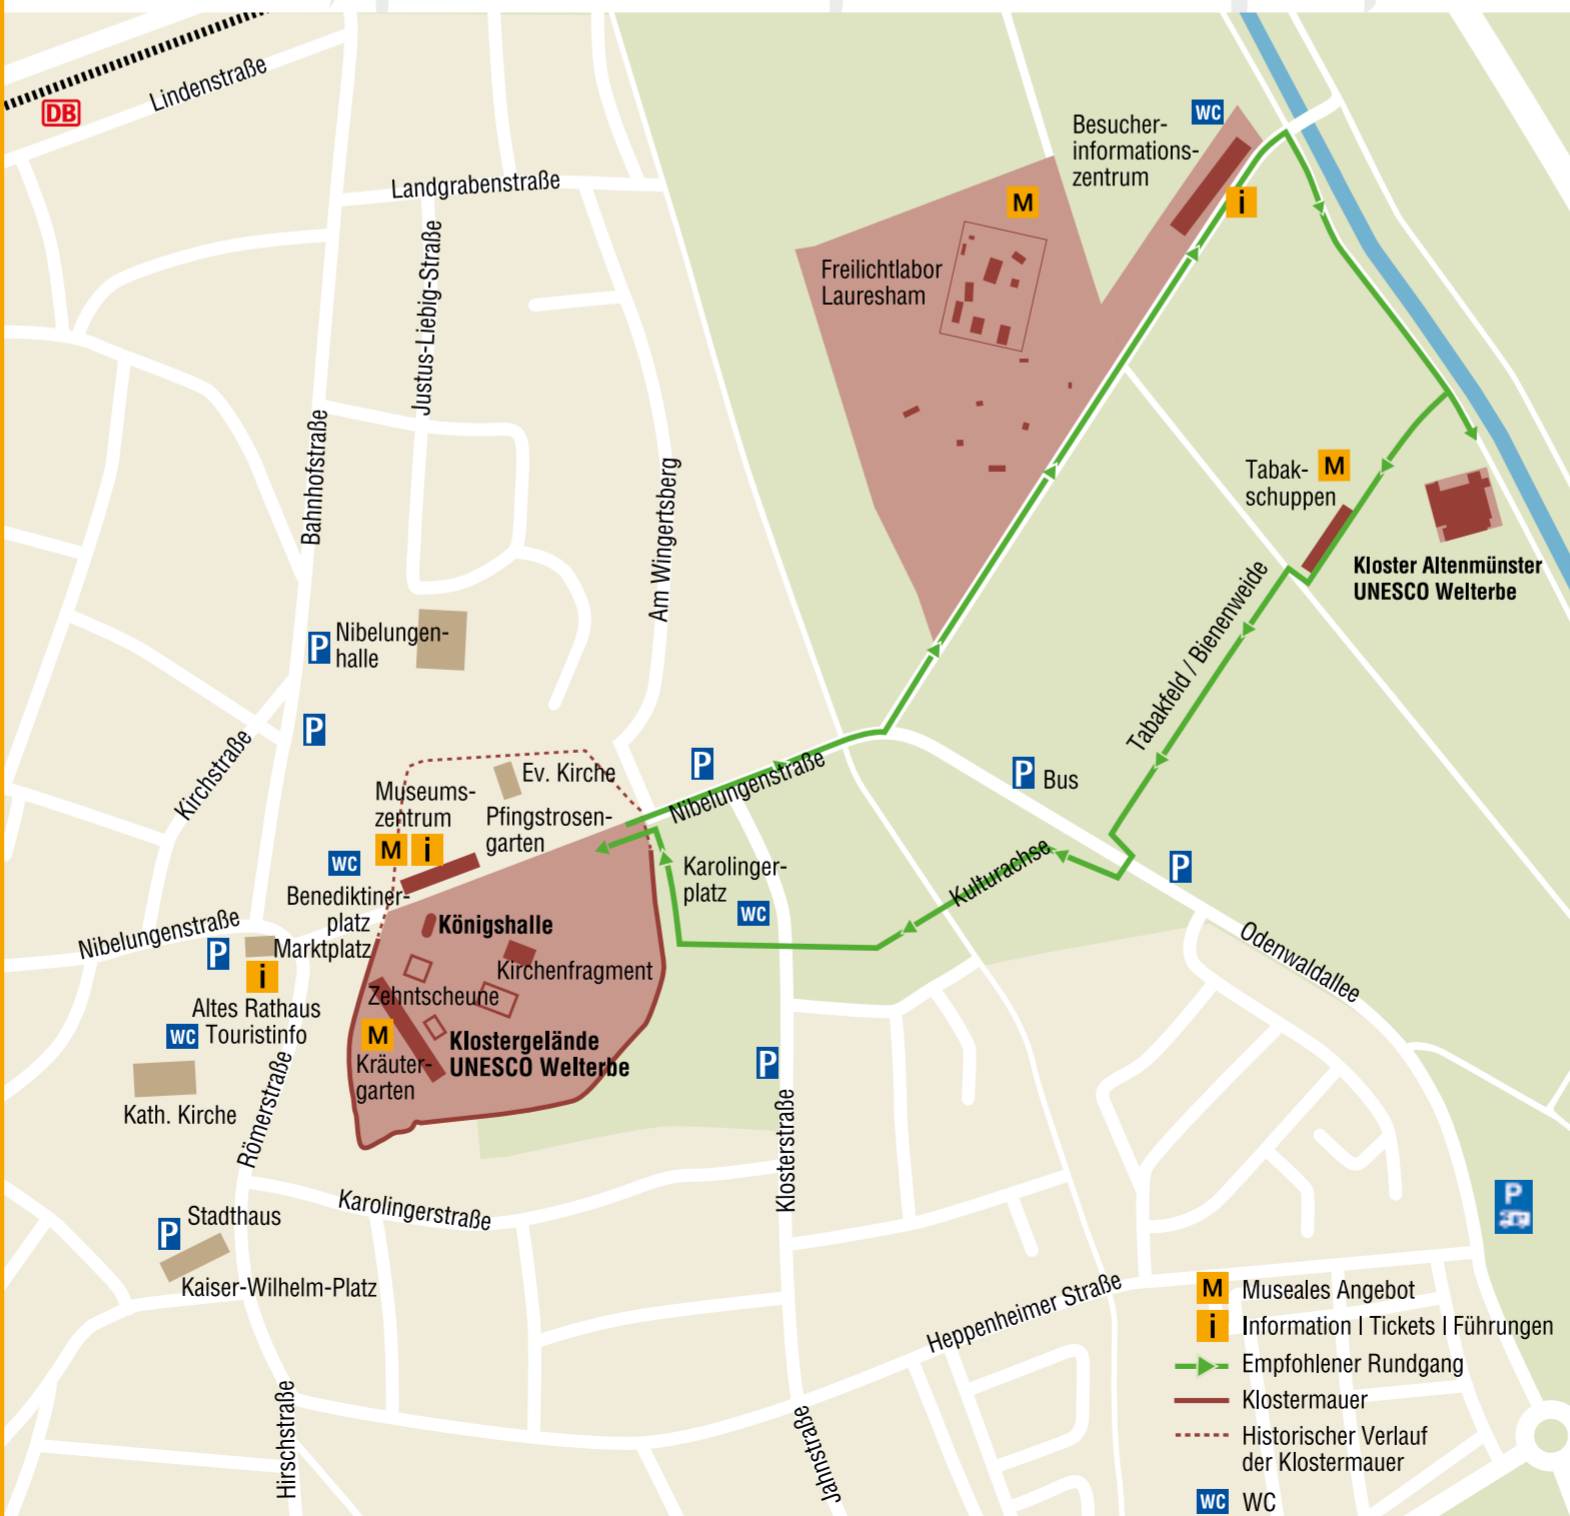 DB
Lindenstraße
Landgrabenstraße
Justus-Liebig-Straße
Bahnhofstraße
Am Wingertsberg
Besucher-
informations-
zentrum
WC
i
M
Freilichtlabor
Lauresham
Tabak-
schuppen
M
Kloster Altenmünster
UNESCO Welterbe
Tabakfeld / Bienenweide
P
Nibelungen-
halle
P
Kirchstraße
Ev. Kirche
Museums-
zentrum
M
i
WC
Pfingstrosen-
garten
P
Nibelungenstraße
P Bus
P
Kulturachse
Odenwaldallee
Karolinger-
platz
WC
Benediktiner-
platz
Marktplatz
Nibelungenstraße
P
i
Altes Rathaus
WC Touristinfo
Königshalle
Kirchenfragment
Zehntscheune
M
Kräuter-
garten
Klostergelände
UNESCO Welterbe
Kath. Kirche
Römerstraße
P
Klosterstraße
Karolingerstraße
P Stadthaus
Kaiser-Wilhelm-Platz
Hirschstraße
Jahnstraße
Heppenheimer Straße
P
M Museales Angebot
i Information I Tickets I Führungen
Empfohlener Rundgang
Klostermauer
Historischer Verlauf
der Klostermauer
WC WC